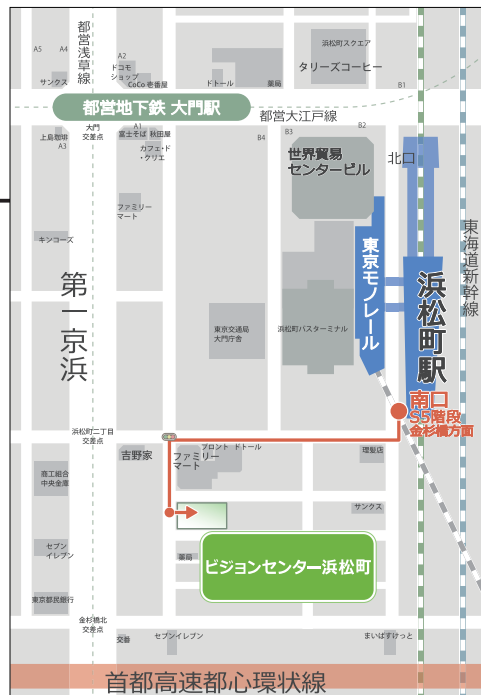 都営浅草線
A5
A4
サンクス
A2
ドコモ
ショップ
CoCo 壱番屋
ドトール
薬局
浜松町スクエア
タリーズコーヒー
B1
都営地下鉄 大門駅
都営大江戸線
大門
交差点
上島珈琲
A3
A1
富士そば 秋田屋
カフェ・ド
・クリエ
B4
B3
B2
世界貿易
センタービル
北口
ファミリー
マート
キンコーズ
第一京浜
東京モノレール
浜松町駅
東海道新幹線
東京交通局
大門庁舎
浜松町バスターミナル
南口
S5階段
金杉橋方面
浜松町二丁目
交差点
吉野家
ファミリー
マート
プロント ドトール
理髪店
商工組合
中央金庫
サンクス
セブン
イレブン
薬局
ビジョンセンター浜松町
東京都民銀行
金杉橋北
交差点
交番
セブンイレブン
まいばすけっと
首都高速都心環状線